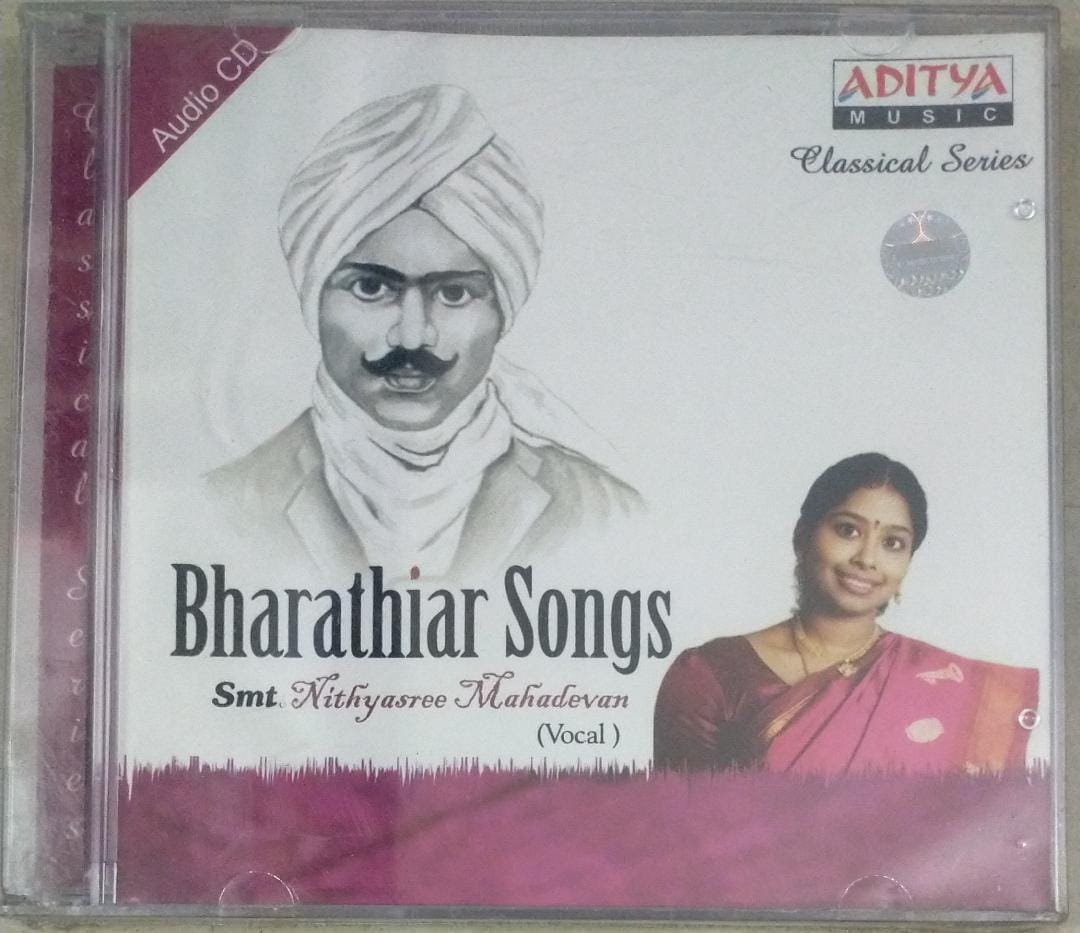 Audio CD
ADITYA
MUSIC
Classical Series
Bharathiar Songs
Smt. Nithyasree Mahadevan
(Vocal )
Classical Series